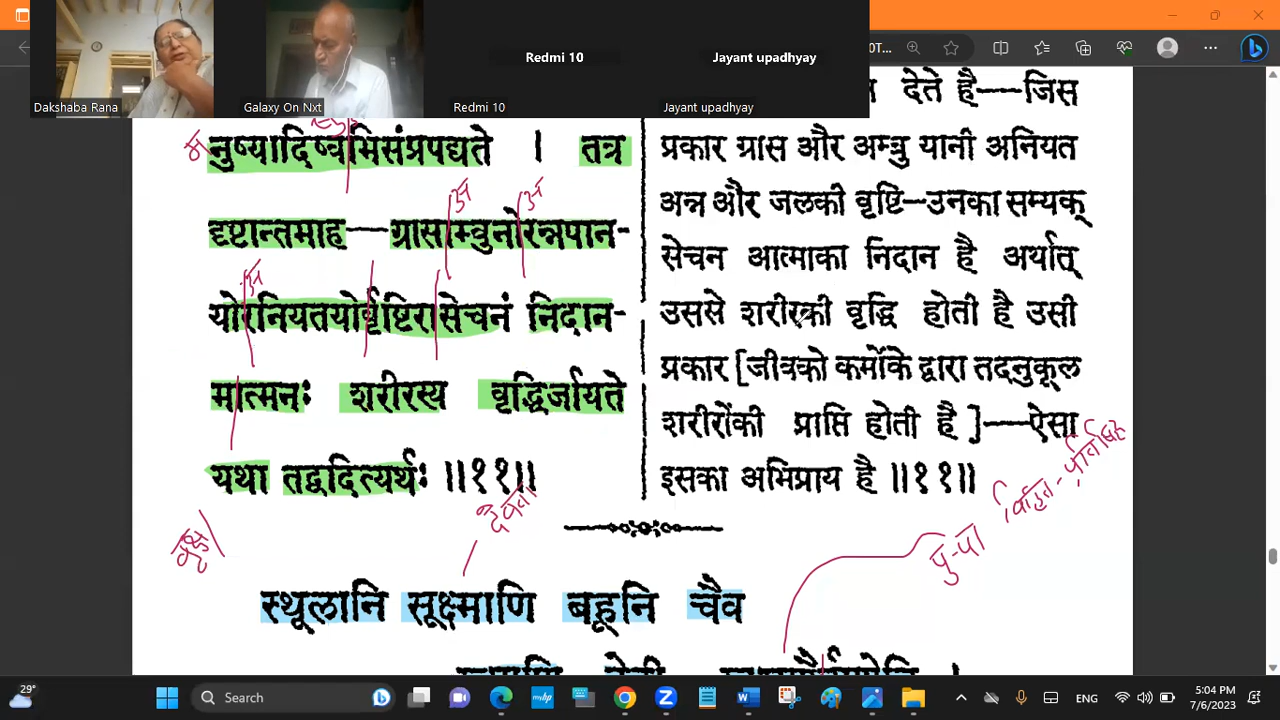 Dakshaba Rana
Galaxy On Nxt
Redmi 10
Redmi 10
Jayant upadhyay
Jayant upadhyay
0T...
नुष्यादिष्वभिसंप्रपद्यते । तत्र
दृष्टान्तमाह—ग्रासाम्बुनोरन्नपान-
योरनियतयोर्वृष्टिरासेचनं निदान-
मात्मनः शरीरस्य वृद्धिर्जायते
यथा तद्वदित्यर्थः ॥११॥
देते है—जिस
प्रकार ग्रास और अम्बु यानी अनियत
अन्न और जलकी वृष्टि–उनका सम्यक्
सेचन आत्माका निदान है अर्थात्
उससे शरीरकी वृद्धि होती है उसी
प्रकार [जीवको कर्मोंके द्वारा तदनुकूल
शरीरोंकी प्राप्ति होती है ]—ऐसा
इसका अभिप्राय है ॥११॥
म
अ
अ
अ
वृक्ष
देवता
पु-पा
स्थूलानि सूक्ष्माणि बहूनि चैव
29°
Search
ENG
5:04 PM
7/6/2023